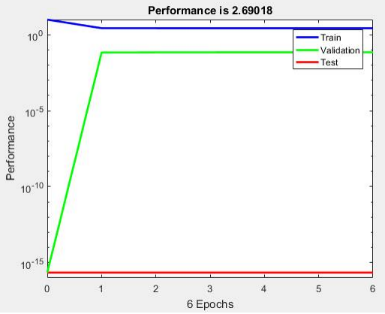 Performance is 2.69018
Train
Validation
Test
10^0
10^-5
10^-10
10^-15
Performance
0 1 2 3 4 5 6
6 Epochs